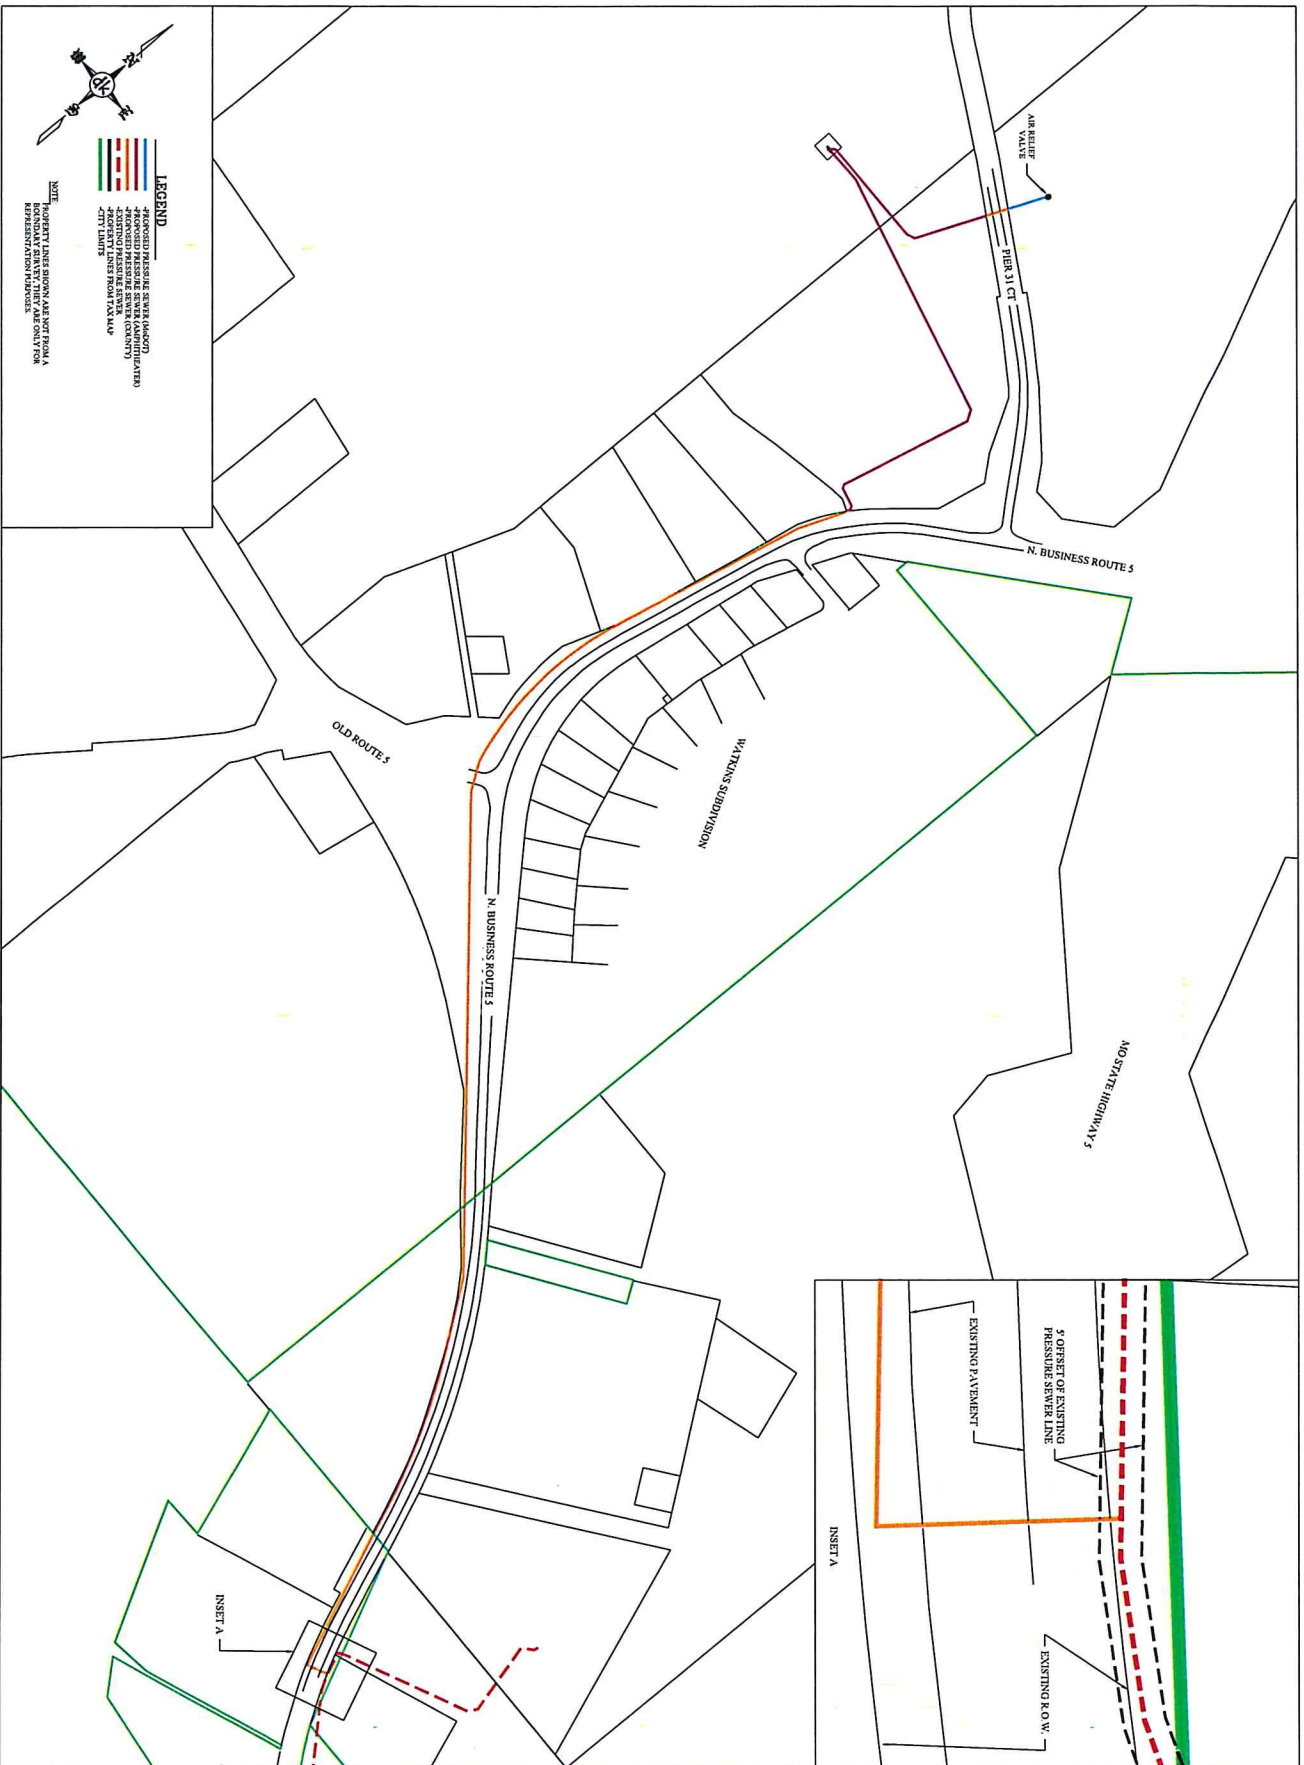 AIR RELIEF
VALVE
PIER 31 CT
N. BUSINESS ROUTE 5
WATKINS SUBDIVISION
OLD ROUTE 5
N. BUSINESS ROUTE 5
MO STATE HIGHWAY 5
INSET A
5' OFFSET OF EXISTING
PRESSURE SEWER LINE
EXISTING PAVEMENT
EXISTING R.O.W.
INSET A
LEGEND
-PROPOSED PRESSURE SEWER (MoDOT)
-PROPOSED PRESSURE SEWER (AMPHITHEATER)
-PROPOSED PRESSURE SEWER (COUNTY)
-EXISTING PRESSURE SEWER
-PROPERTY LINES FROM TAX MAP
-CITY LIMITS
NOTE:
PROPERTY LINES SHOWN ARE NOT FROM A
BOUNDARY SURVEY, THEY ARE ONLY FOR
REPRESENTATION PURPOSES.
N
E
S
W